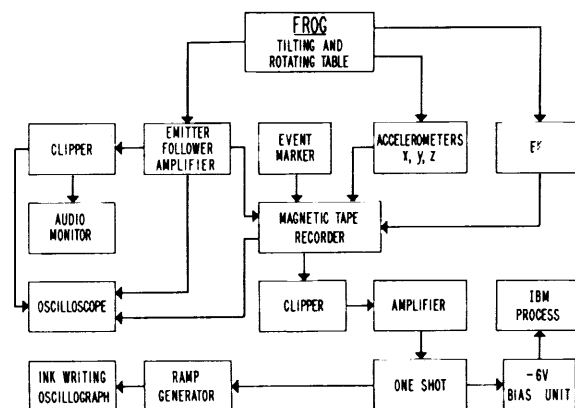 FROG
TILTING AND
ROTATING TABLE
CLIPPER
EMITTER
FOLLOWER
AMPLIFIER
EVENT
MARKER
ACCELEROMETERS
X, Y, Z
AUDIO
MONITOR
MAGNETIC TAPE
RECORDER
OSCILLOSCOPE
CLIPPER
AMPLIFIER
IBM
PROCESS
INK WRITING
OSCILLOGRAPH
RAMP
GENERATOR
ONE SHOT
-6V
BIAS UNIT